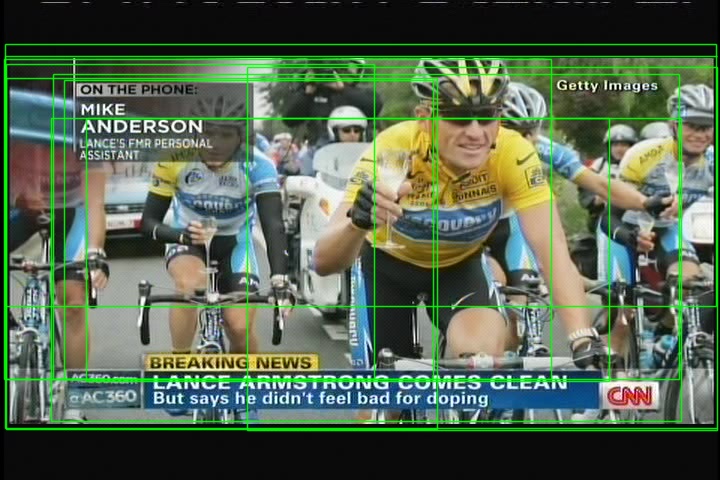 ON THE PHONE:
MIKE
ANDERSON
LANCE'S FMR PERSONAL
ASSISTANT
Getty Images
BREAKING NEWS
AC360.com
LANCE ARMSTRONG COMES CLEAN
AC360
But says he didn't feel bad for doping
CNN